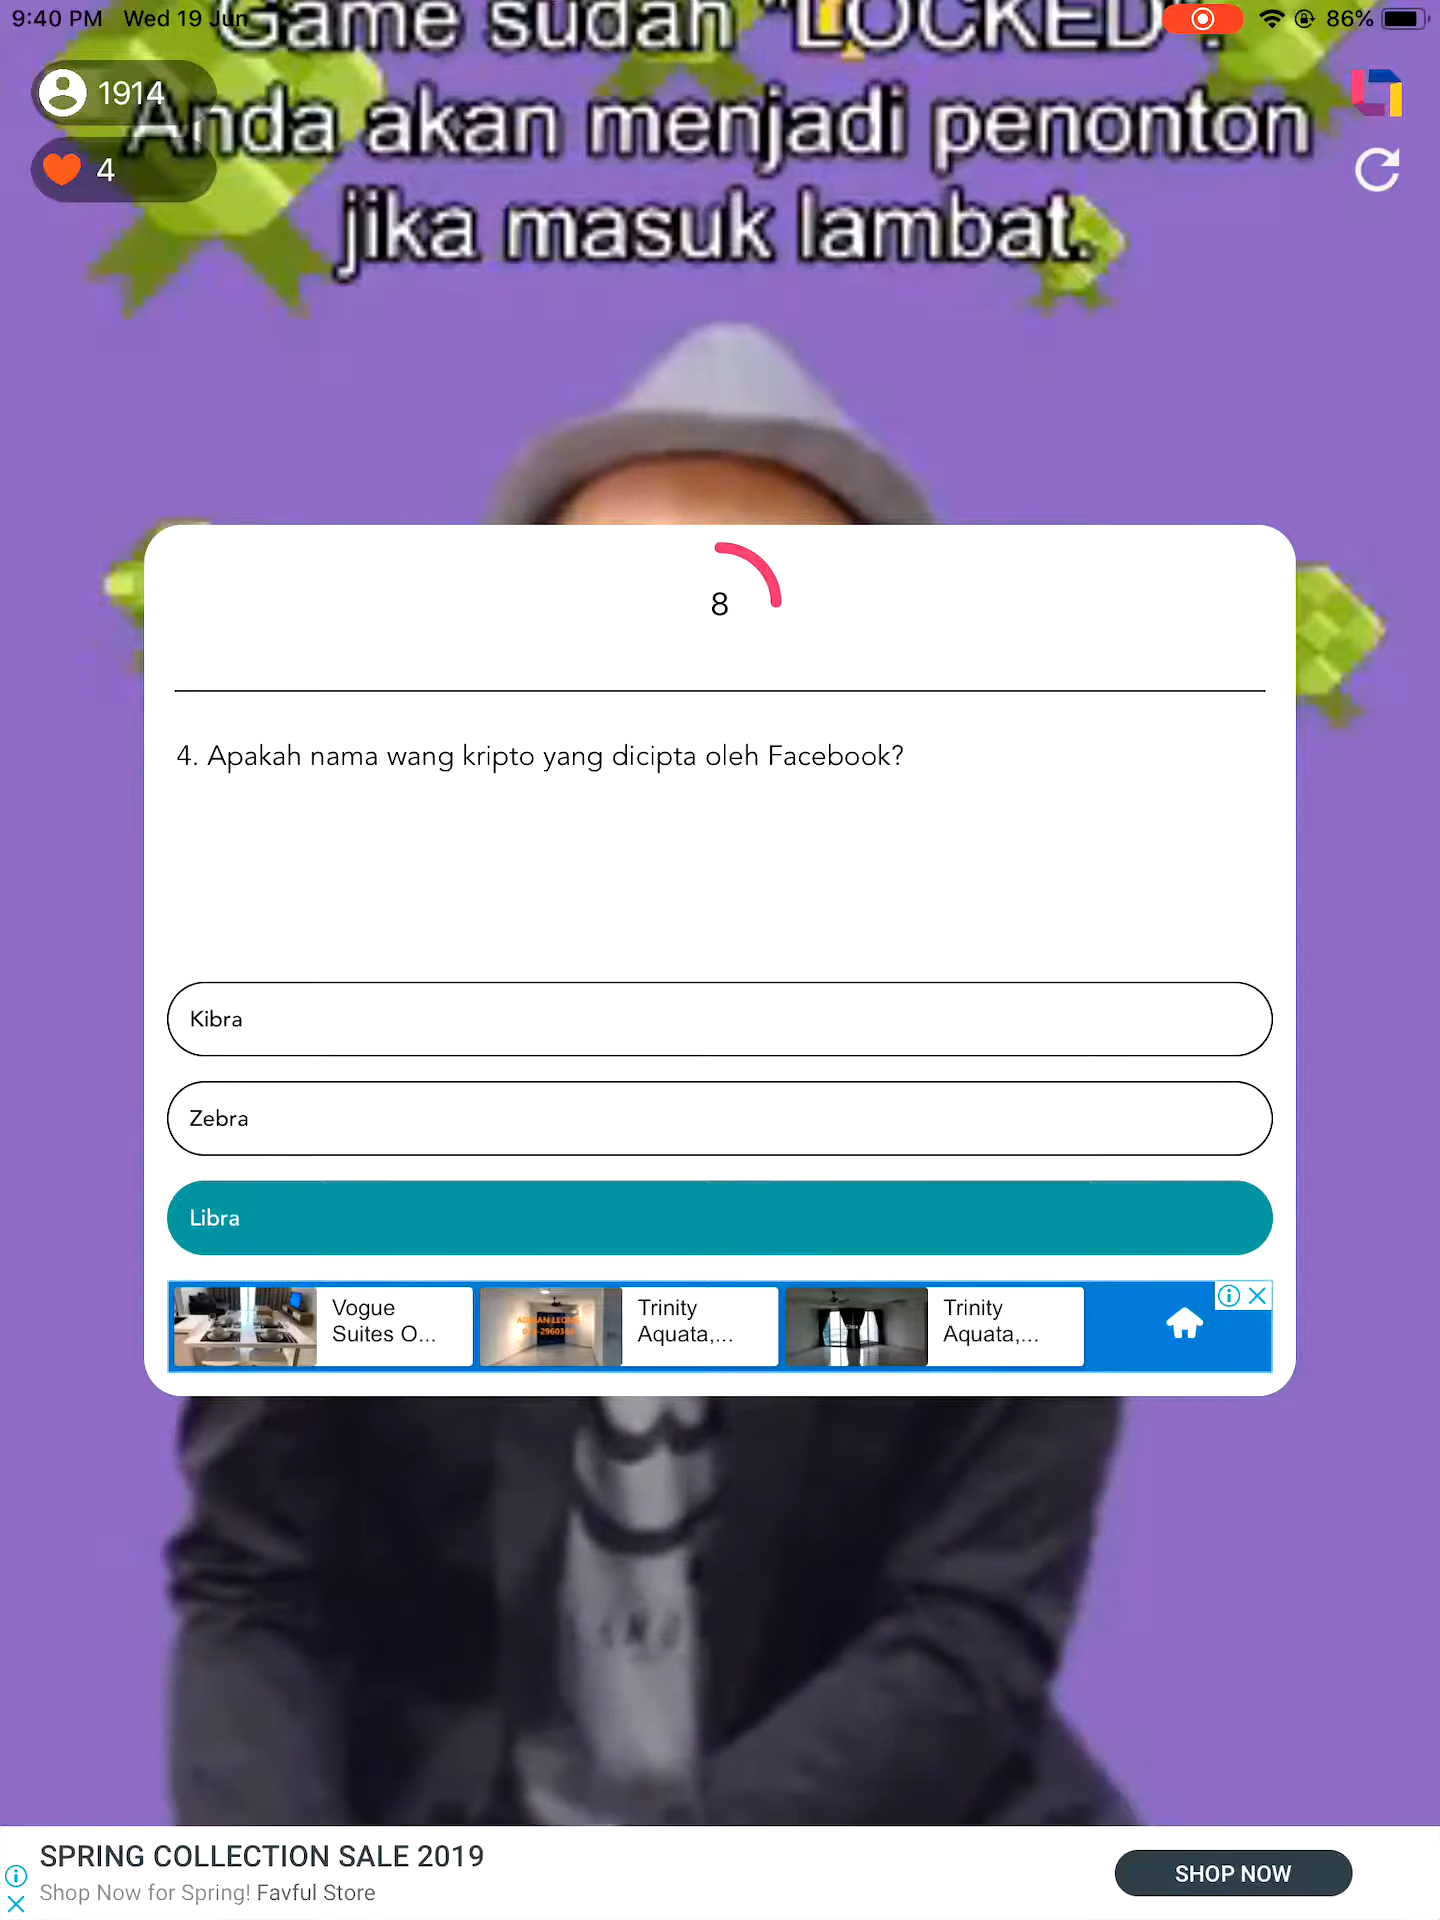 9:40 PM Wed 19 Jun
86%
Game sudah "LOCKED".
1914
Anda akan menjadi penonton
4
jika masuk lambat.
8
4. Apakah nama wang kripto yang dicipta oleh Facebook?
Kibra
Zebra
Libra
Vogue
Suites O...
Trinity
Aquata,...
Trinity
Aquata,...
SPRING COLLECTION SALE 2019
Shop Now for Spring! Favful Store
SHOP NOW